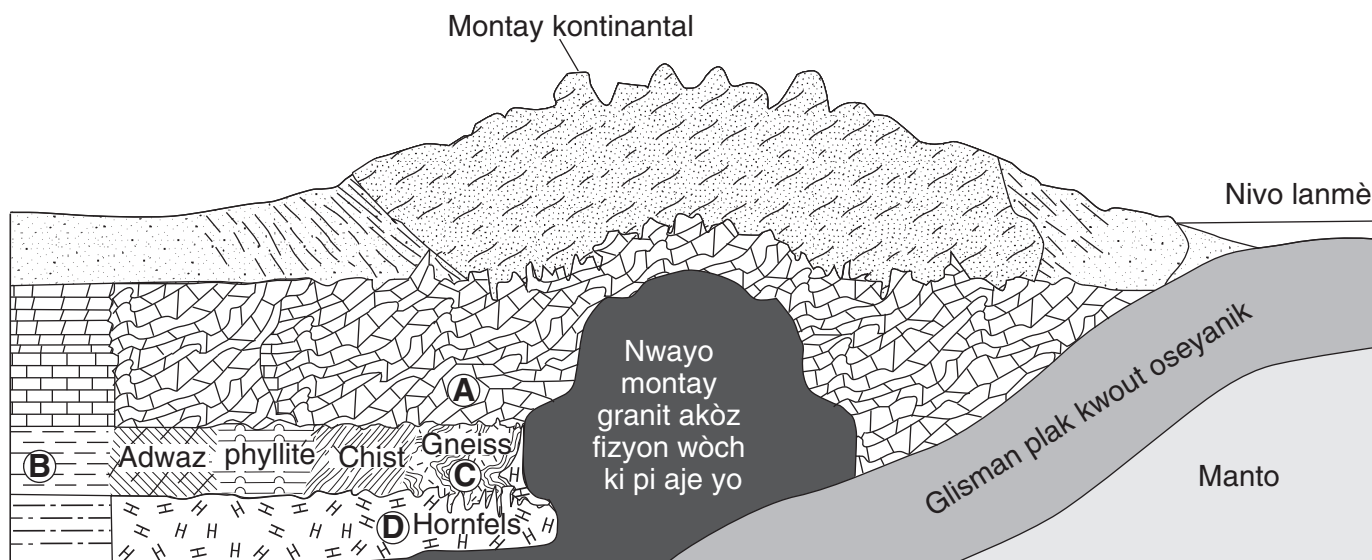 Montay kontinantal
Nivo lanmè
Nwayo
montay
granit akòz
fizyon wòch
ki pi aje yo
A
B
Adwaz
phyllite
Chist
Gneiss
C
D
Hornfels
Glisman plak kwout oseyanik
Manto